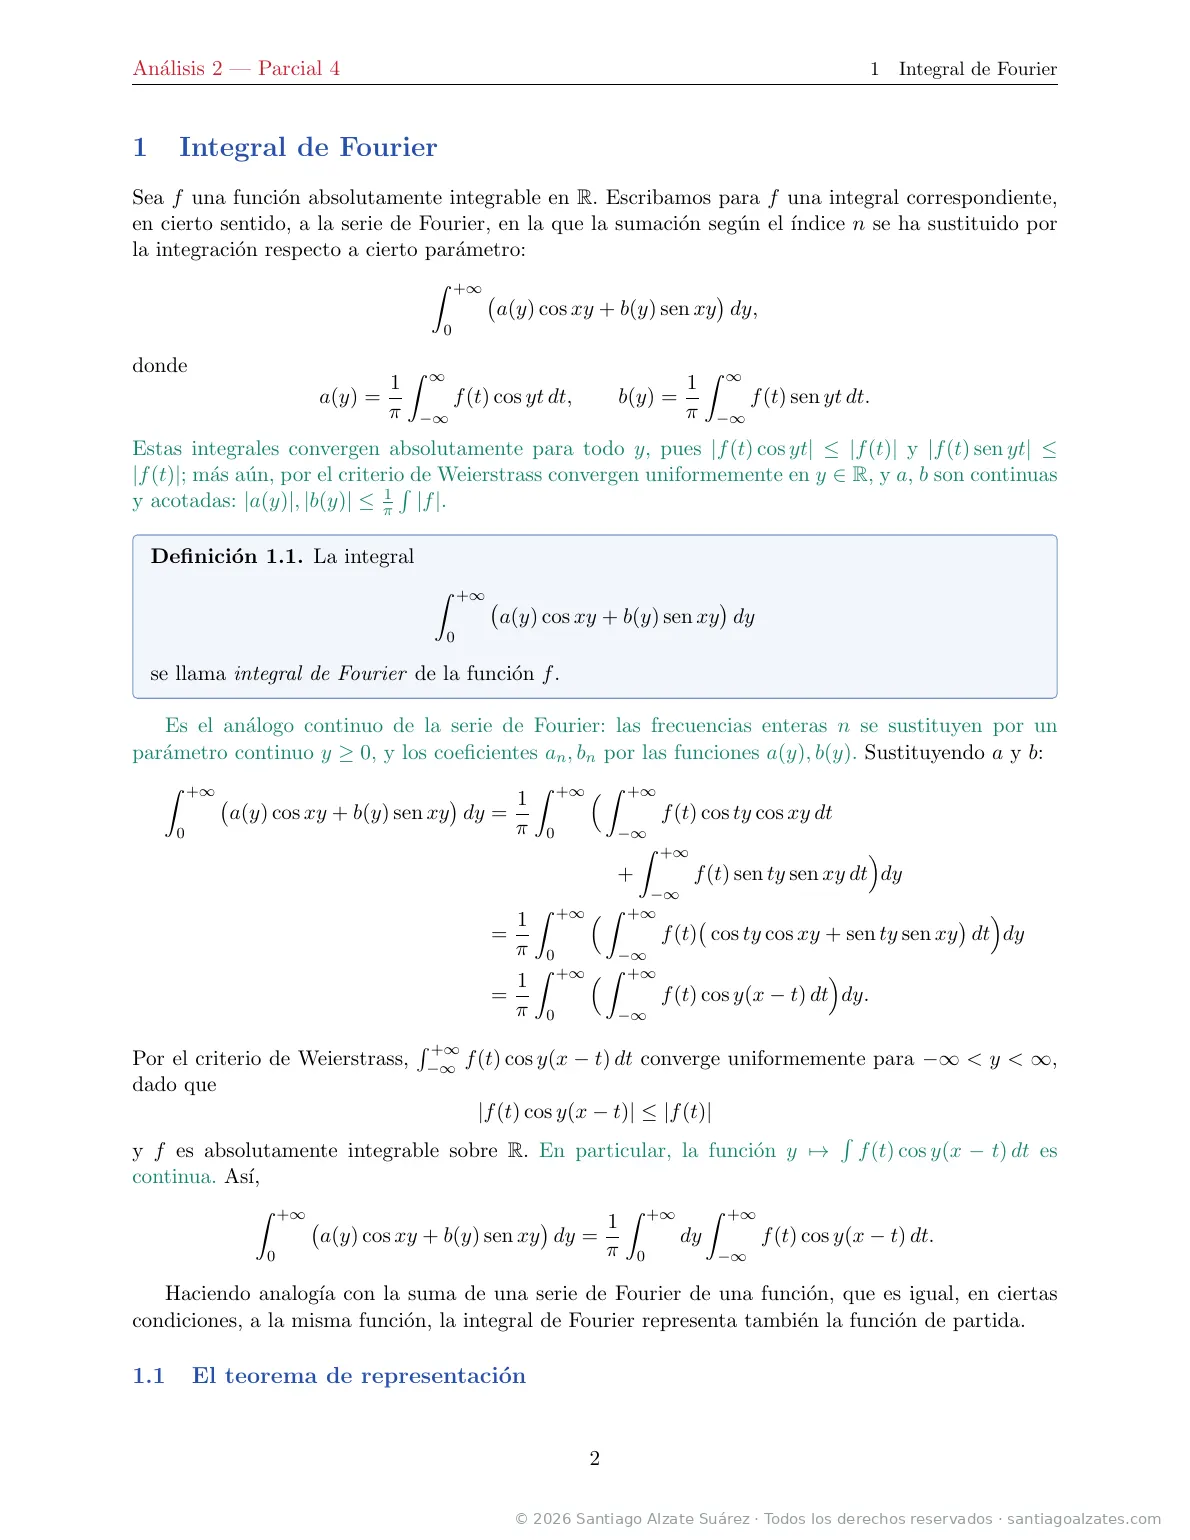 Análisis 2 — Parcial 4
1 Integral de Fourier
1 Integral de Fourier
Sea f una función absolutamente integrable en ℝ. Escribamos para f una integral correspondiente,
en cierto sentido, a la serie de Fourier, en la que la sumación según el índice n se ha sustituido por
la integración respecto a cierto parámetro:
∫_0^{+∞} (a(y) cos xy + b(y) sen xy) dy,
donde
a(y) = 1/π ∫_{−∞}^{∞} f(t) cos yt dt, b(y) = 1/π ∫_{−∞}^{∞} f(t) sen yt dt.
Estas integrales convergen absolutamente para todo y, pues |f(t) cos yt| ≤ |f(t)| y |f(t) sen yt| ≤
|f(t)|; más aún, por el criterio de Weierstrass convergen uniformemente en y ∈ ℝ, y a, b son continuas
y acotadas: |a(y)|, |b(y)| ≤ 1/π ∫ |f|.
Definición 1.1. La integral
∫_0^{+∞} (a(y) cos xy + b(y) sen xy) dy
se llama integral de Fourier de la función f.
Es el análogo continuo de la serie de Fourier: las frecuencias enteras n se sustituyen por un
parámetro continuo y ≥ 0, y los coeficientes a_n, b_n por las funciones a(y), b(y). Sustituyendo a y b:
∫_0^{+∞} (a(y) cos xy + b(y) sen xy) dy = 1/π ∫_0^{+∞} (∫_{−∞}^{+∞} f(t) cos ty cos xy dt
+ ∫_{−∞}^{+∞} f(t) sen ty sen xy dt) dy
= 1/π ∫_0^{+∞} (∫_{−∞}^{+∞} f(t)( cos ty cos xy + sen ty sen xy) dt) dy
= 1/π ∫_0^{+∞} (∫_{−∞}^{+∞} f(t) cos y(x − t) dt) dy.
Por el criterio de Weierstrass, ∫_{−∞}^{+∞} f(t) cos y(x − t) dt converge uniformemente para −∞ < y < ∞,
dado que
|f(t) cos y(x − t)| ≤ |f(t)|
y f es absolutamente integrable sobre ℝ. En particular, la función y ↦ ∫ f(t) cos y(x − t) dt es
continua. Así,
∫_0^{+∞} (a(y) cos xy + b(y) sen xy) dy = 1/π ∫_0^{+∞} dy ∫_{−∞}^{+∞} f(t) cos y(x − t) dt.
Haciendo analogía con la suma de una serie de Fourier de una función, que es igual, en ciertas
condiciones, a la misma función, la integral de Fourier representa también la función de partida.
1.1 El teorema de representación
2
© 2026 Santiago Alzate Suárez · Todos los derechos reservados · santiagoalzates.com